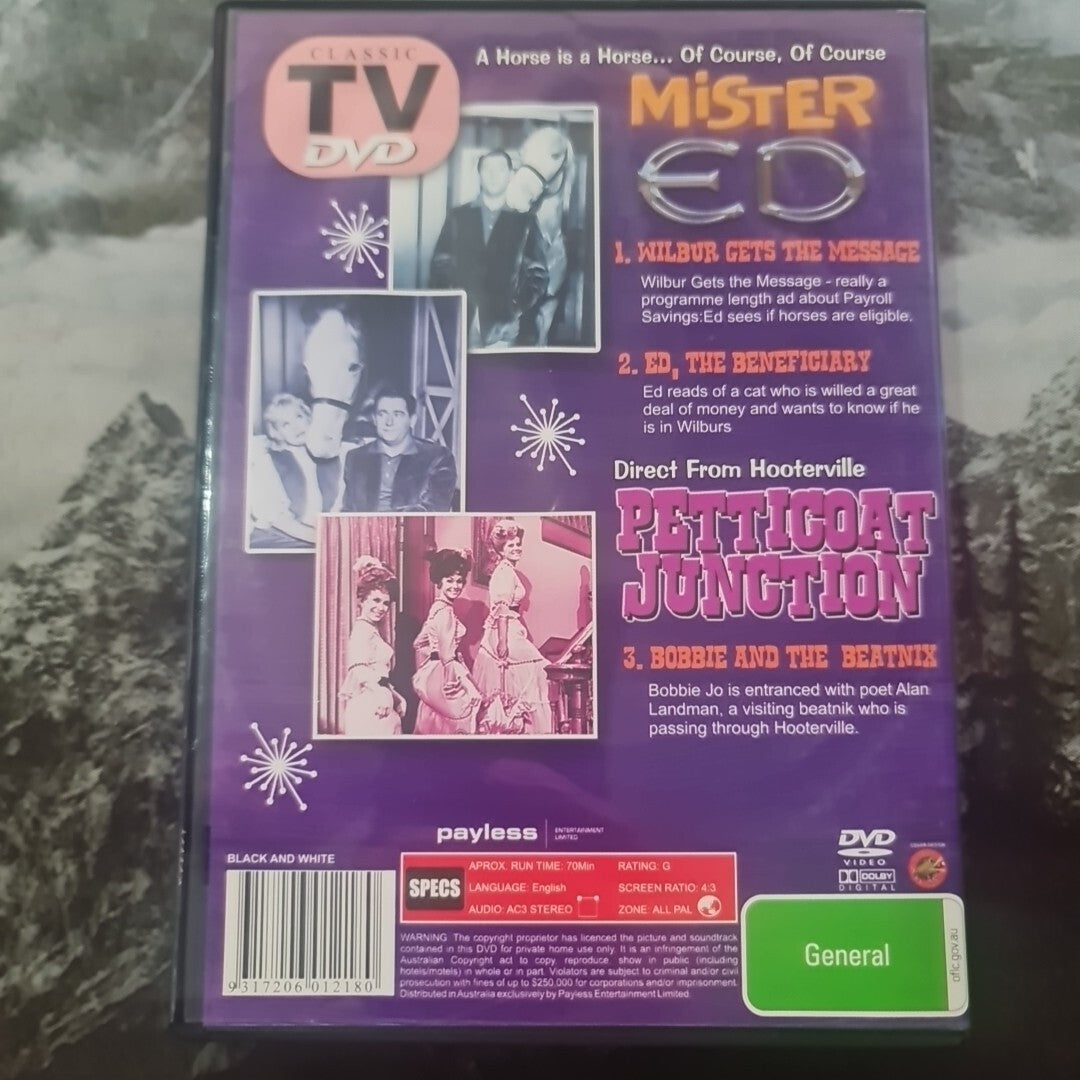 CLASSIC
TV
DVD
A Horse is a Horse... Of Course, Of Course
MISTER
ED
1. WILBUR GETS THE MESSAGE
Wilbur Gets the Message - really a
programme length ad about Payroll
Savings:Ed sees if horses are eligible.
2. ED, THE BENEFICIARY
Ed reads of a cat who is willed a great
deal of money and wants to know if he
is in Wilburs
Direct From Hooterville
PETTICOAT
JUNCTION
3. BOBBIE AND THE BEATNIX
Bobbie Jo is entranced with poet Alan
Landman, a visiting beatnik who is
passing through Hooterville.
payless ENTERTAINMENT LIMITED
BLACK AND WHITE
9317206 012180
SPECS
APROX. RUN TIME: 70Min
LANGUAGE: English
AUDIO: AC3 STEREO
RATING: G
SCREEN RATIO: 4:3
ZONE: ALL PAL
DVD
VIDEO
DOLBY
DIGITAL
WARNING: The copyright proprietor has licenced the picture and soundtrack
contained in this DVD for private home use only. It is an infringement of the
Australian Copyright act to copy, reproduce, show in public (including
hotels/motels) in whole or in part. Violators are subject to criminal and/or civil
prosecution with fines of up to $250,000 for corporations and/or imprisonment.
Distributed in Australia exclusively by Payless Entertainment Limited.
General
oflc.gov.au